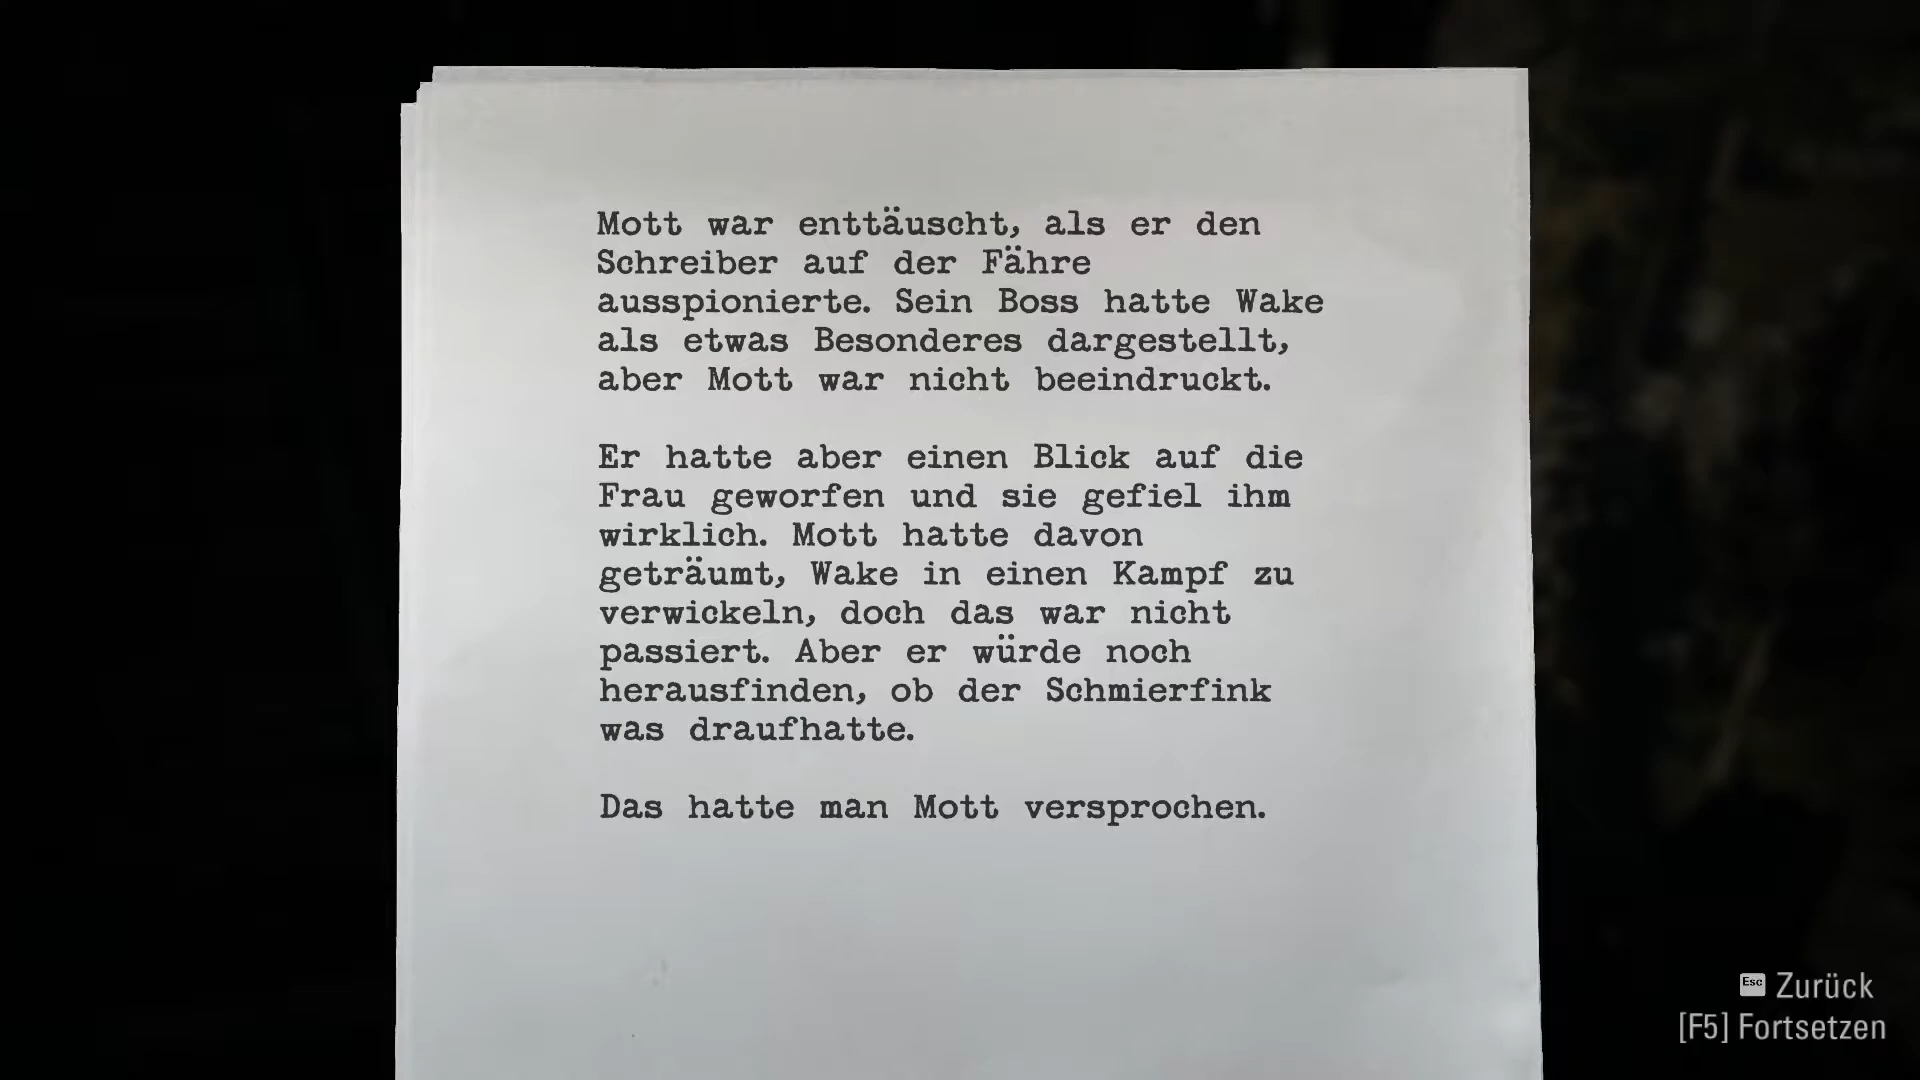 Mott war enttäuscht, als er den
Schreiber auf der Fähre
ausspionierte. Sein Boss hatte Wake
als etwas Besonderes dargestellt,
aber Mott war nicht beeindruckt.
Er hatte aber einen Blick auf die
Frau geworfen und sie gefiel ihm
wirklich. Mott hatte davon
geträumt, Wake in einen Kampf zu
verwickeln, doch das war nicht
passiert. Aber er würde noch
herausfinden, ob der Schmierfink
was draufhatte.
Das hatte man Mott versprochen.
Esc Zurück
[F5] Fortsetzen